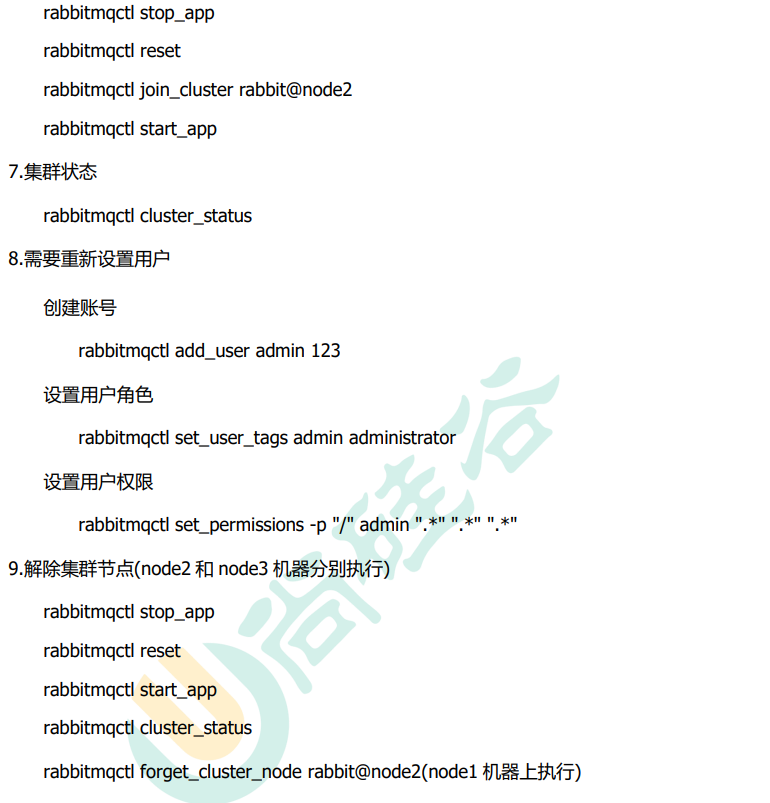 rabbitmqctl stop_app
rabbitmqctl reset
rabbitmqctl join_cluster rabbit@node2
rabbitmqctl start_app
7.集群状态
rabbitmqctl cluster_status
8.需要重新设置用户
创建账号
rabbitmqctl add_user admin 123
设置用户角色
rabbitmqctl set_user_tags admin administrator
设置用户权限
rabbitmqctl set_permissions -p "/" admin ".*" ".*" ".*"
9.解除集群节点(node2 和 node3 机器分别执行)
rabbitmqctl stop_app
rabbitmqctl reset
rabbitmqctl start_app
rabbitmqctl cluster_status
rabbitmqctl forget_cluster_node rabbit@node2(node1 机器上执行)
尚硅谷